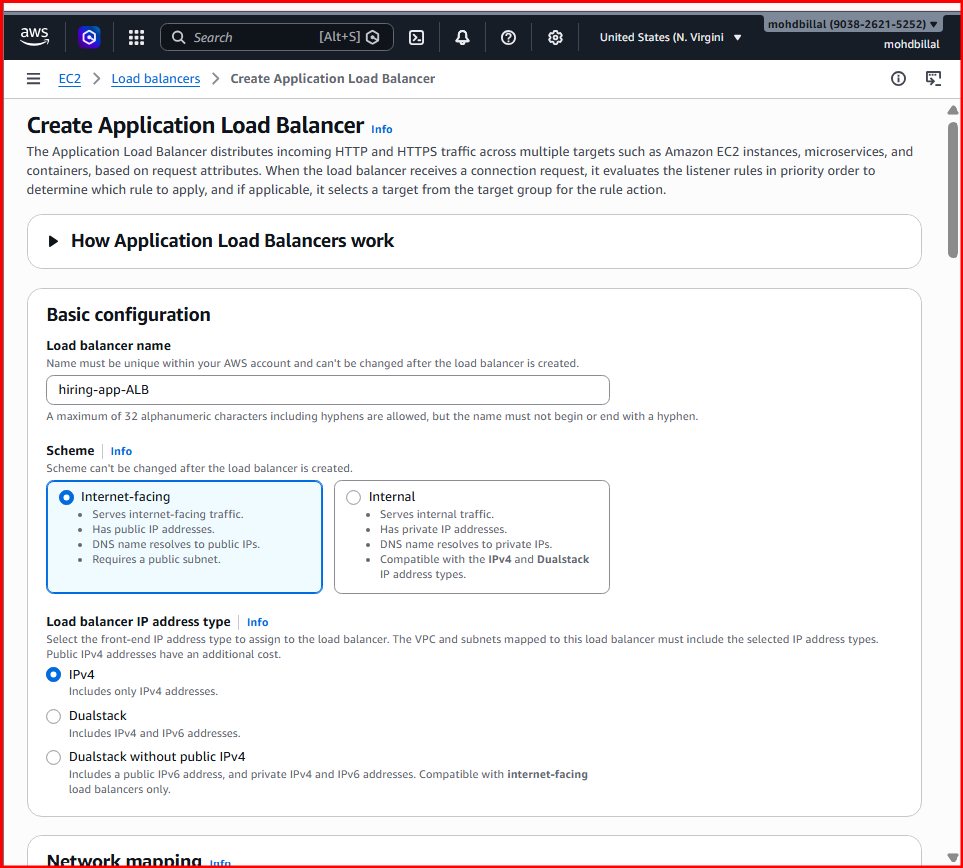 aws
Search [Alt+S]
United States (N. Virgini
mohdbillal (9038-2621-5252)
mohdbillal
EC2 > Load balancers > Create Application Load Balancer
Create Application Load Balancer Info
The Application Load Balancer distributes incoming HTTP and HTTPS traffic across multiple targets such as Amazon EC2 instances, microservices, and
containers, based on request attributes. When the load balancer receives a connection request, it evaluates the listener rules in priority order to
determine which rule to apply, and if applicable, it selects a target from the target group for the rule action.
How Application Load Balancers work
Basic configuration
Load balancer name
Name must be unique within your AWS account and can't be changed after the load balancer is created.
hiring-app-ALB
A maximum of 32 alphanumeric characters including hyphens are allowed, but the name must not begin or end with a hyphen.
Scheme Info
Scheme can't be changed after the load balancer is created.
Internet-facing
• Serves internet-facing traffic.
• Has public IP addresses.
• DNS name resolves to public IPs.
• Requires a public subnet.
Internal
• Serves internal traffic.
• Has private IP addresses.
• DNS name resolves to private IPs.
• Compatible with the IPv4 and Dualstack
IP address types.
Load balancer IP address type Info
Select the front-end IP address type to assign to the load balancer. The VPC and subnets mapped to this load balancer must include the selected IP address types.
Public IPv4 addresses have an additional cost.
IPv4
Includes only IPv4 addresses.
Dualstack
Includes IPv4 and IPv6 addresses.
Dualstack without public IPv4
Includes a public IPv6 address, and private IPv4 and IPv6 addresses. Compatible with internet-facing
load balancers only.
Network mapping Info